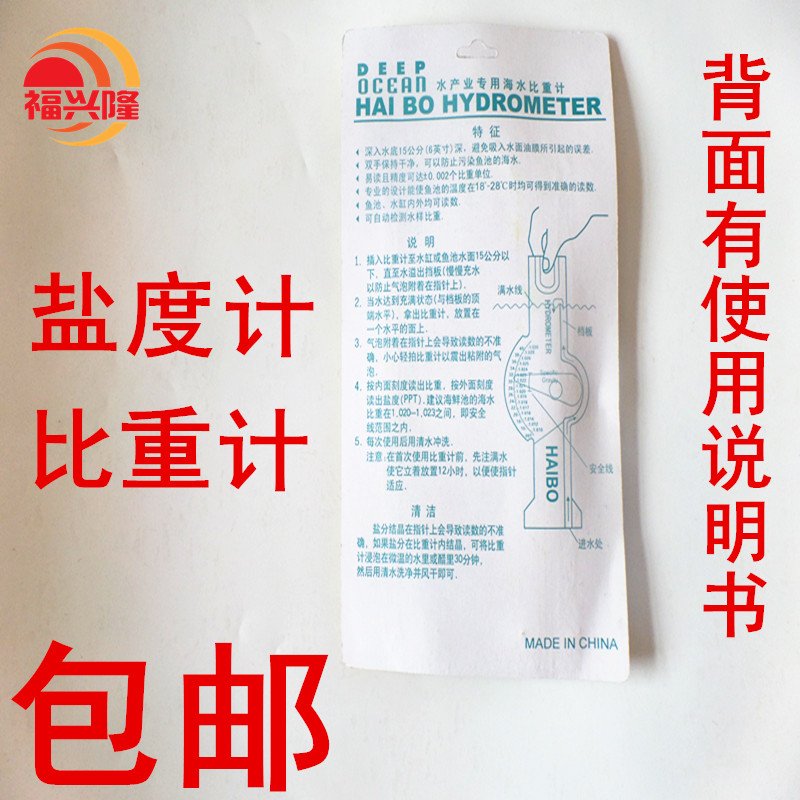 福兴隆
盐度计
比重计
包邮
背面有使用说明书
DEEP
OCEAN 水产业专用海水比重计
HAI BO HYDROMETER
特征
深入水底15公分(6英寸)深，避免吸入水面油膜所引起的误差.
双手保持干净，可以防止污染鱼池的海水.
易读且精度可达±0.002个比重单位.
专业的设计能使鱼池的温度在18°-28℃时均可得到准确的读数.
鱼池、水缸内外均可读数.
可自动检测水样比重.
说明
1. 插入比重计至水缸或鱼池水面15公分以
下，直至水溢出挡板(慢慢充水
以防止气泡附着在指针上).
2. 当水达到充满状态(与档板的顶
端水平)，拿出比重计，放置在
一个水平的面上.
3. 气泡附着在指针上会导致读数的不准
确，小心轻拍比重计以震出粘附的气
泡.
4. 按内面刻度读出比重，按外面刻度
读出盐度(PPT).建议海鲜池的海水
比重在1,020-1,023之间，即安全
线范围之内.
5. 每次使用后用清水冲洗.
注意:在首次使用比重计前，先注满水
使它立着放置12小时，以便使指针
适应.
清洁
盐分结晶在指针上会导致读数的不准
确，如果盐分在比重计内结晶，可将比重
计浸泡在微温的水里或醋里30分钟，
然后用清水洗净并风干即可.
满水线
HYDROMETER
档板
Specific
Gravity
HAIBO
安全线
进水处
MADE IN CHINA